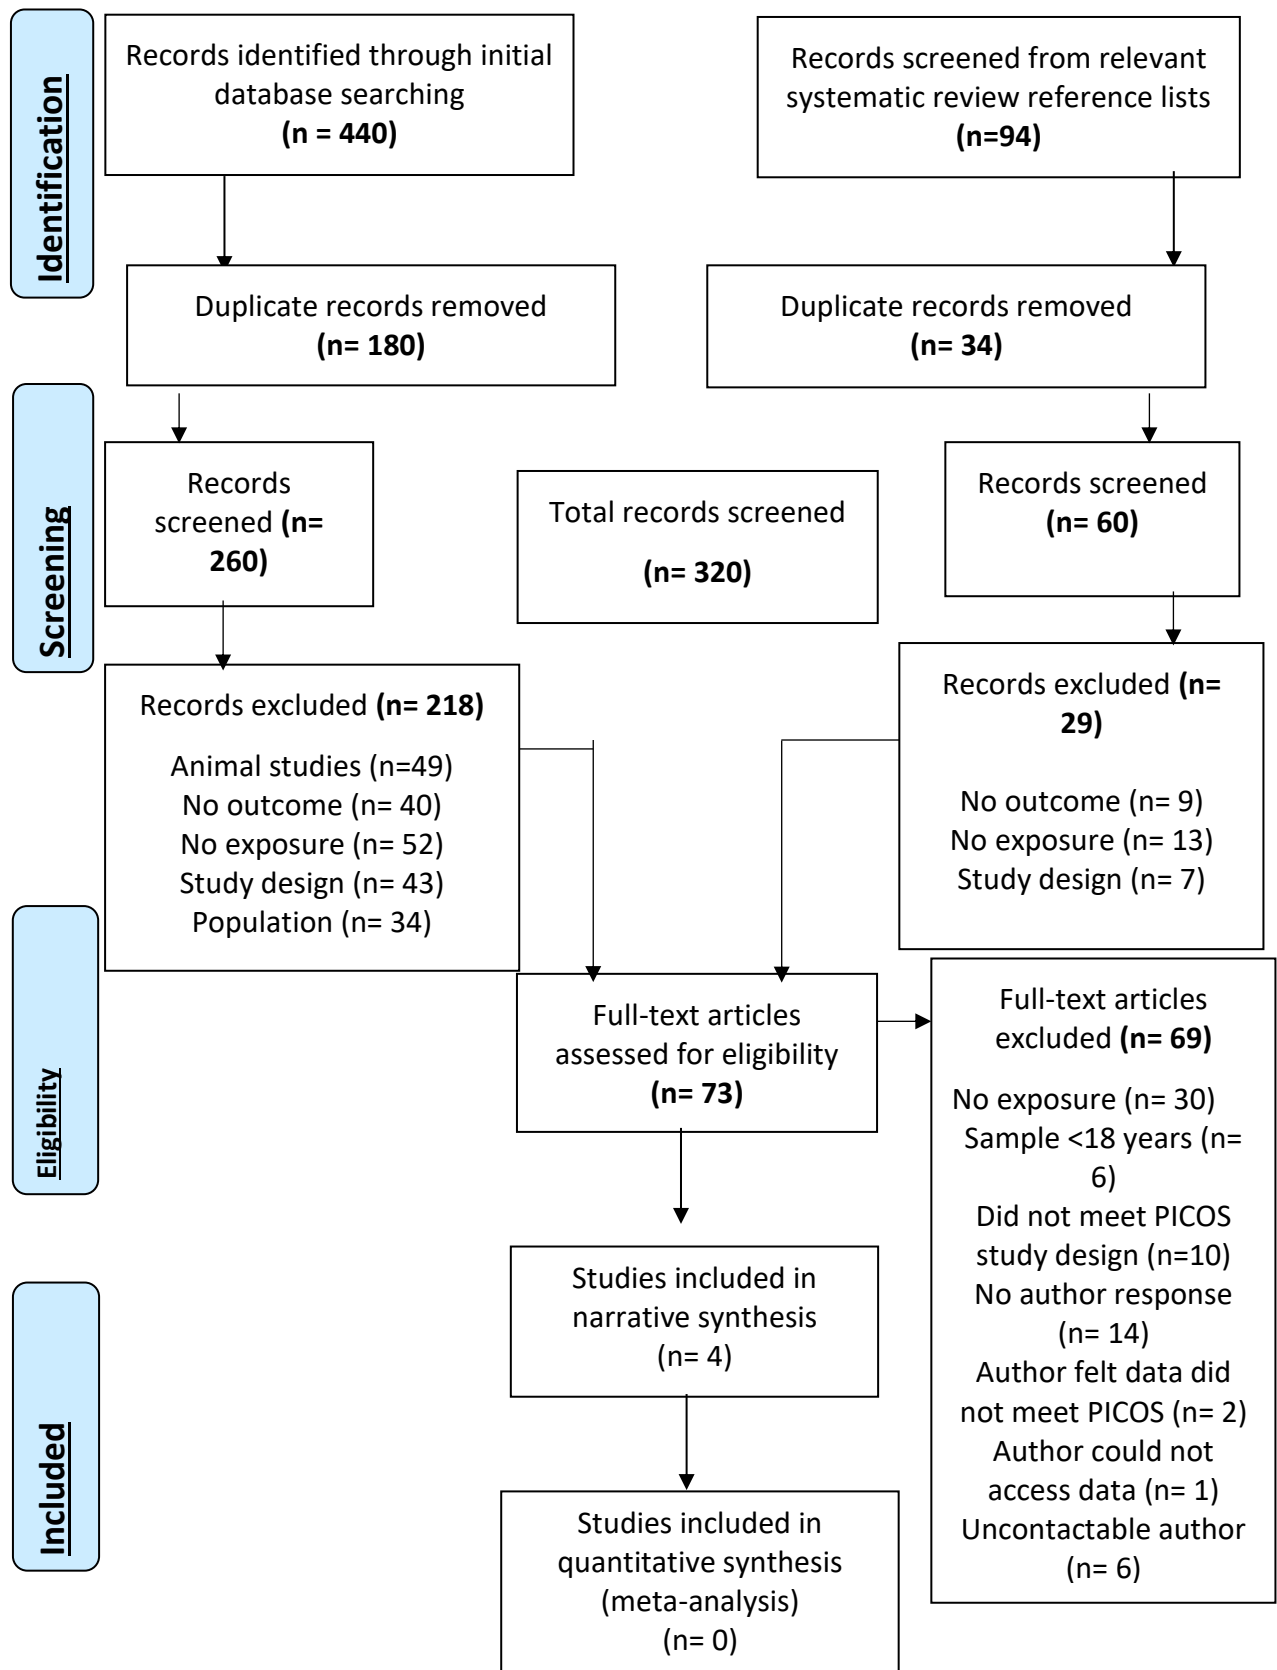 Identification
Records identified through initial
database searching
(n = 440)
Records screened from relevant
systematic review reference lists
(n=94)
Duplicate records removed
(n= 180)
Duplicate records removed
(n= 34)
Screening
Records
screened (n=
260)
Total records screened
(n= 320)
Records screened
(n= 60)
Records excluded (n= 218)
Animal studies (n=49)
No outcome (n= 40)
No exposure (n= 52)
Study design (n= 43)
Population (n= 34)
Records excluded (n=
29)
No outcome (n= 9)
No exposure (n= 13)
Study design (n= 7)
Eligibility
Full-text articles
assessed for eligibility
(n= 73)
Full-text articles
excluded (n= 69)
No exposure (n= 30)
Sample <18 years (n=
6)
Did not meet PICOS
study design (n=10)
No author response
(n= 14)
Author felt data did
not meet PICOS (n= 2)
Author could not
access data (n= 1)
Uncontactable author
(n= 6)
Included
Studies included in
narrative synthesis
(n= 4)
Studies included in
quantitative synthesis
(meta-analysis)
(n= 0)